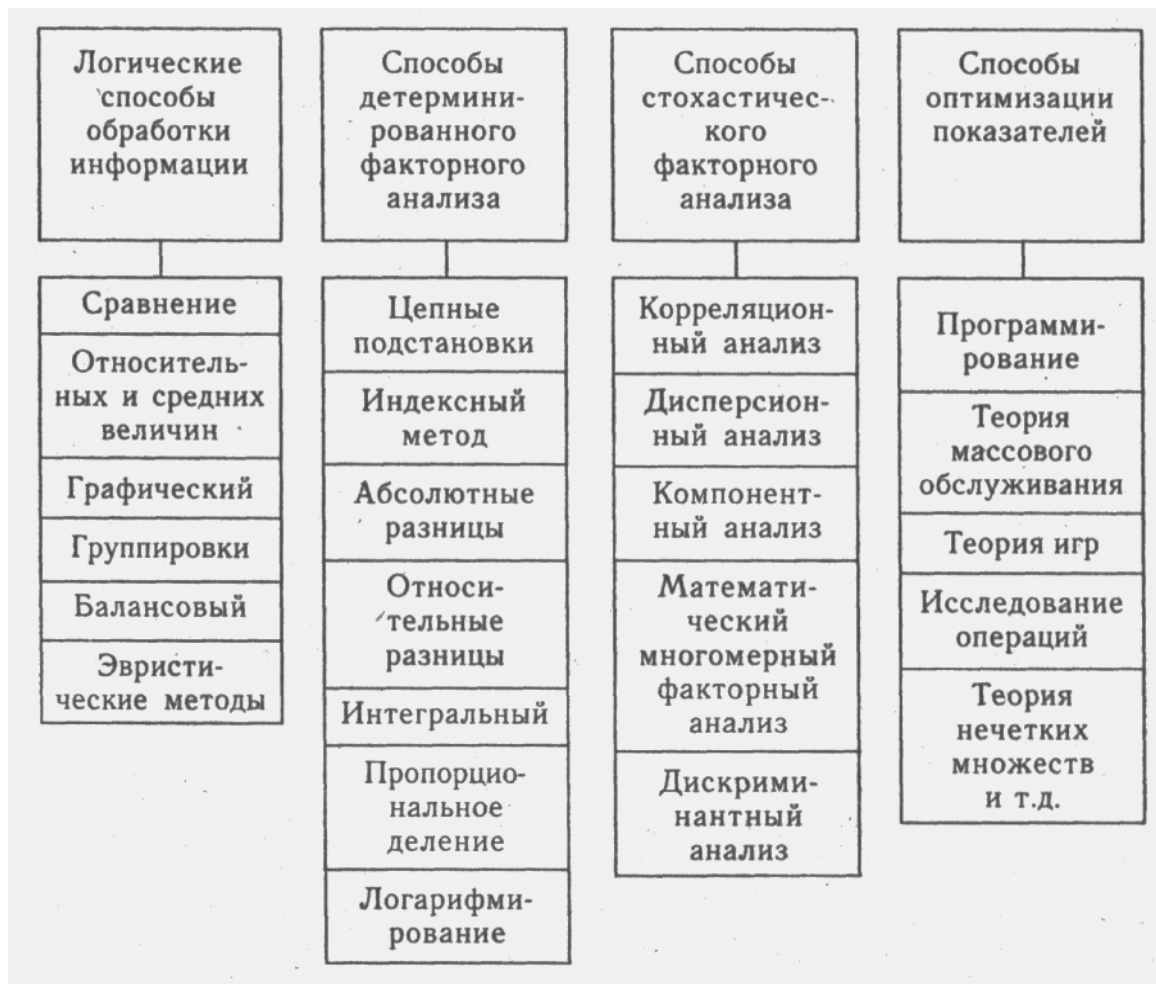 Логические
способы
обработки
информации
Сравнение
Относитель-
ных и средних
величин
Графический
Группировки
Балансовый
Эвристи-
ческие методы
Способы
детермини-
рованного
факторного
анализа
Цепные
подстановки
Индексный
метод
Абсолютные
разницы
Относи-
тельные
разницы
Интегральный
Пропорцио-
нальное
деление
Логарифми-
рование
Способы
стохастичес-
кого
факторного
анализа
Корреляцион-
ный анализ
Дисперсион-
ный анализ
Компонент-
ный анализ
Математи-
ческий
многомерный
факторный
анализ
Дискрими-
нантный
анализ
Способы
оптимизации
показателей
Программи-
рование
Теория
массового
обслуживания
Теория игр
Исследование
операций
Теория
нечетких
множеств
и т.д.